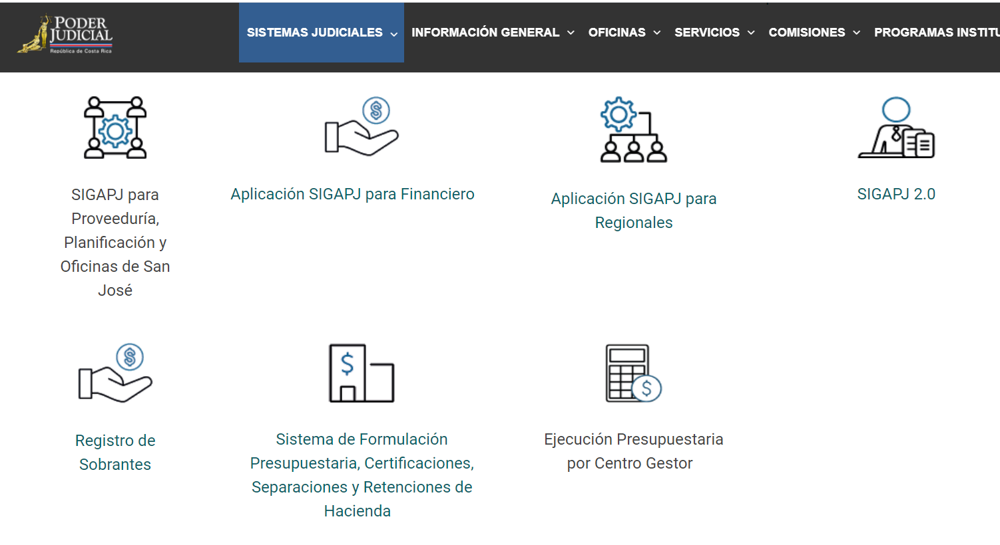 PODER
JUDICIAL
República de Costa Rica
SISTEMAS JUDICIALES
INFORMACIÓN GENERAL
OFICINAS
SERVICIOS
COMISIONES
PROGRAMAS INSTITU
SIGAPJ para
Proveeduría,
Planificación y
Oficinas de San
José
Aplicación SIGAPJ para Financiero
Aplicación SIGAPJ para
Regionales
SIGAPJ 2.0
Registro de
Sobrantes
Sistema de Formulación
Presupuestaria, Certificaciones,
Separaciones y Retenciones de
Hacienda
Ejecución Presupuestaria
por Centro Gestor